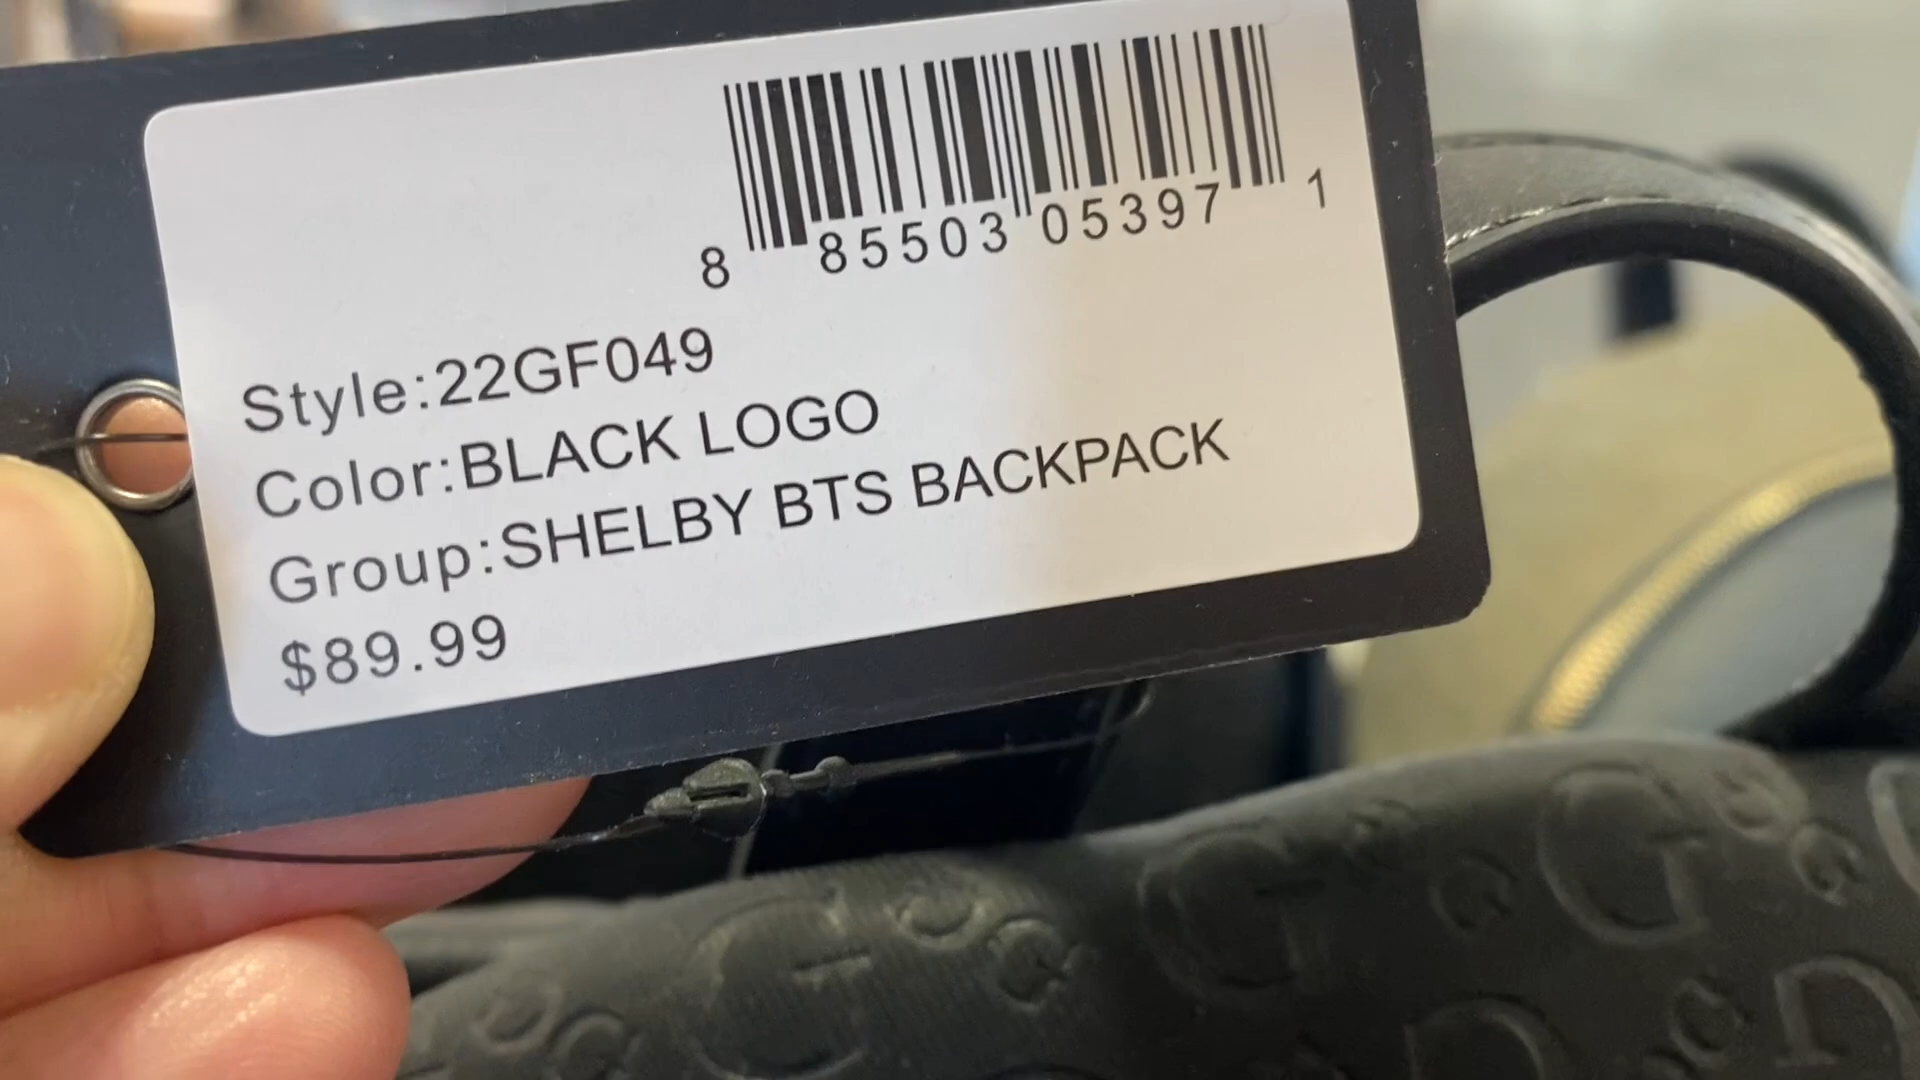 8 85503 05397 1
Style:22GF049
Color:BLACK LOGO
Group:SHELBY BTS BACKPACK
$89.99